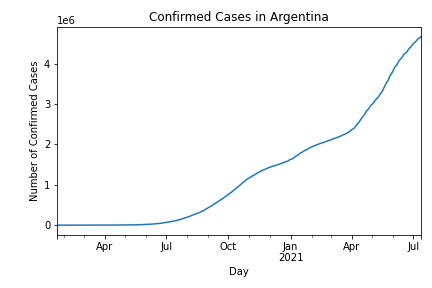 Confirmed Cases in Argentina
1e6
4
3
2
1
0
Number of Confirmed Cases
Apr Jul Oct Jan Apr Jul
2021
Day